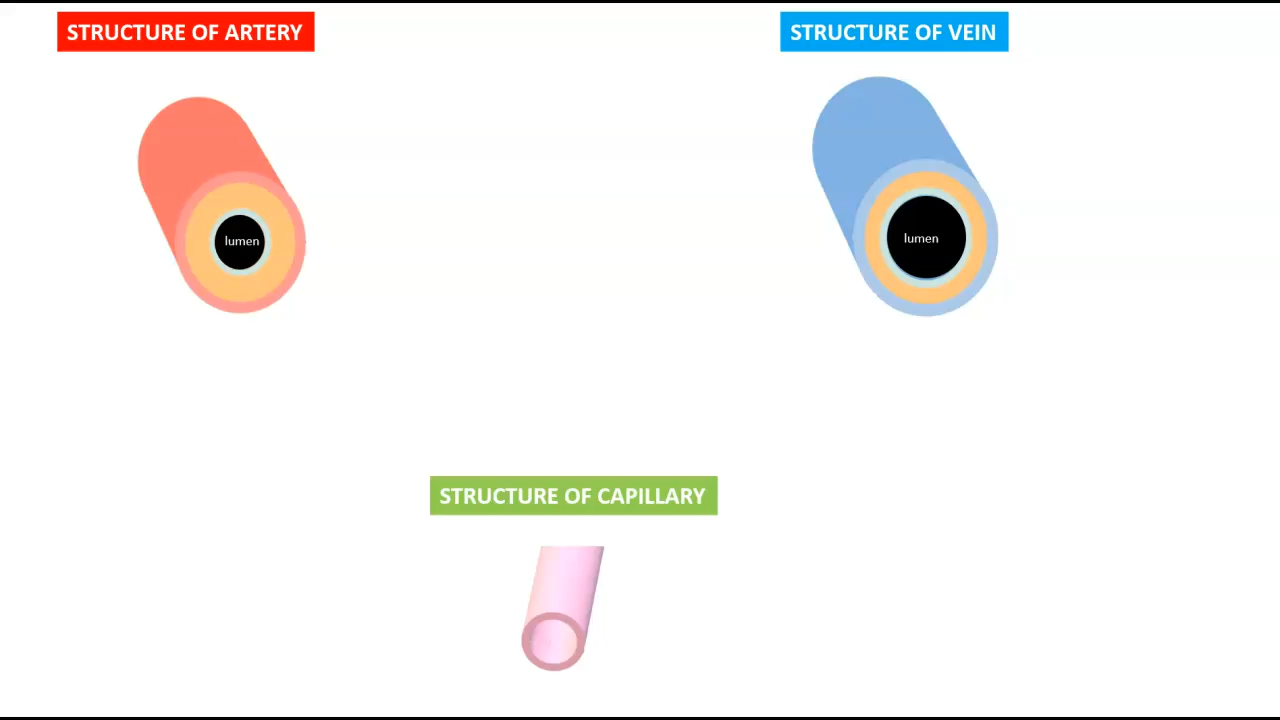 STRUCTURE OF ARTERY
STRUCTURE OF VEIN
lumen
lumen
STRUCTURE OF CAPILLARY